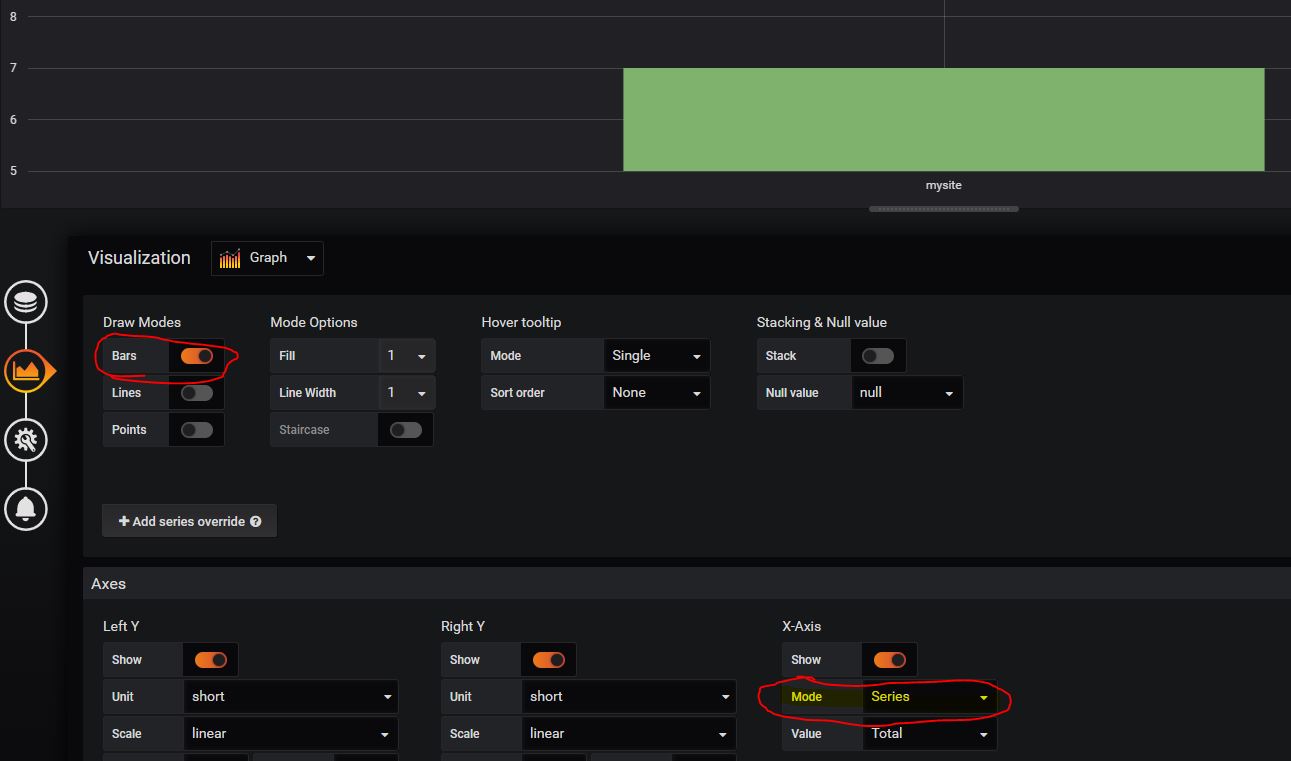 8
7
6
5
mysite
Visualization Graph
Draw Modes Mode Options Hover tooltip Stacking & Null value
Bars Fill 1 Mode Single Stack
Lines Line Width 1 Sort order None Null value null
Points Staircase
+ Add series override ?
Axes
Left Y Right Y X-Axis
Show Show Show
Unit short Unit short Mode Series
Scale linear Scale linear Value Total